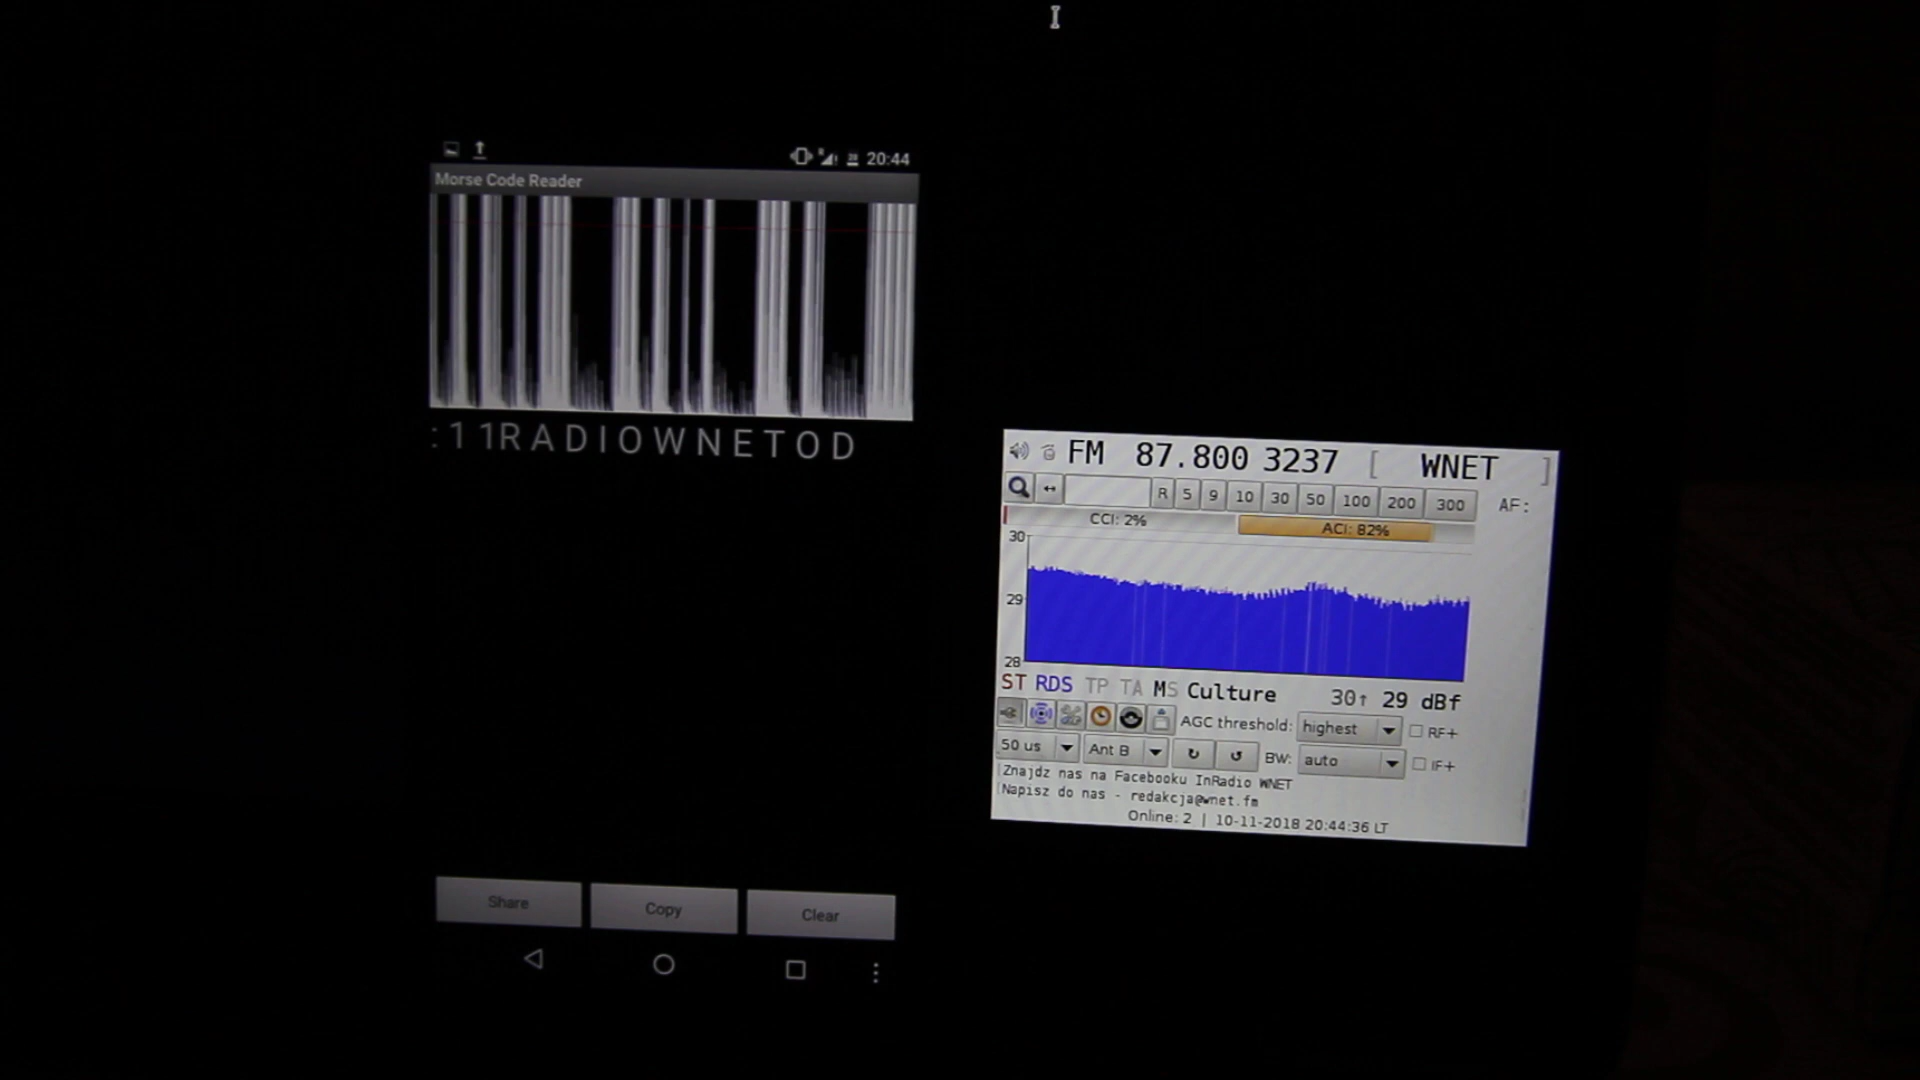 20:44
Morse Code Reader
:11RADIOWNETOD
Share Copy Clear
FM 87.800 3237 [ WNET ]
R 5 9 10 30 50 100 200 300 AF:
CCI: 2% ACI: 82%
30
29
28
ST RDS TP TA MS Culture 30↑ 29 dBf
AGC threshold: highest RF+
50 us Ant B BW: auto IF+
Znajdz nas na Facebooku InRadio WNET
Napisz do nas - redakcja@wnet.fm
Online: 2 | 10-11-2018 20:44:36 LT